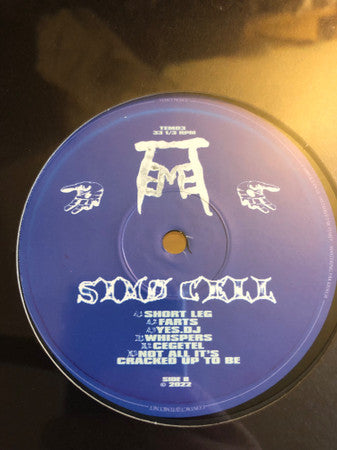 TEM03
33 1/3 RPM
TEME
SIMO CELL
SHORT LEG
FARTS
YES.DJ
WHISPERS
CEGETEL
NOT ALL IT'S
CRACKED UP TO BE
SIDE B
© 2022